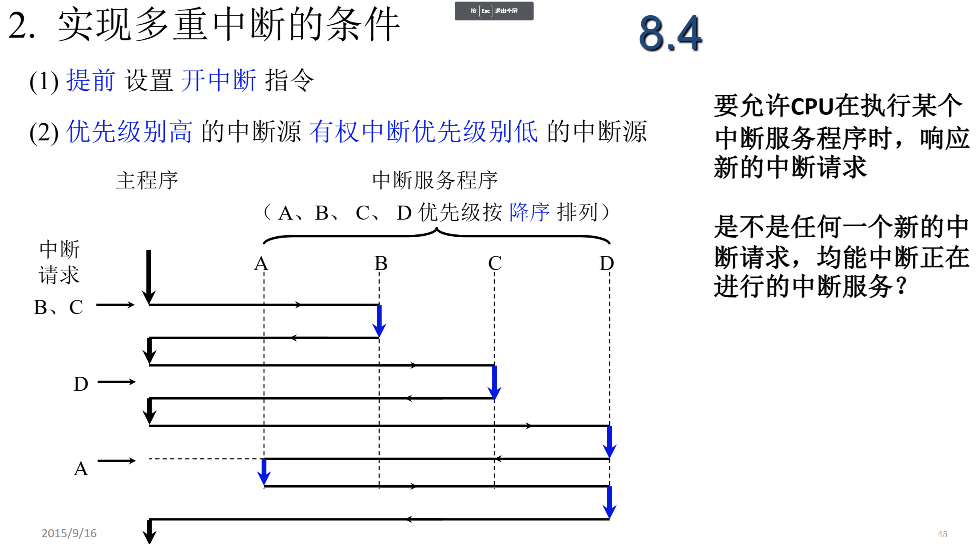 按 Esc 退出全屏
2. 实现多重中断的条件
8.4
(1) 提前 设置 开中断 指令
(2) 优先级别高 的中断源 有权中断优先级别低 的中断源
要允许CPU在执行某个
中断服务程序时，响应
新的中断请求
是不是任何一个新的中
断请求，均能中断正在
进行的中断服务？
主程序
中断服务程序
（ A、B、 C、 D 优先级按 降序 排列）
中断
请求
A
B
C
D
B、C
D
A
2015/9/16
45